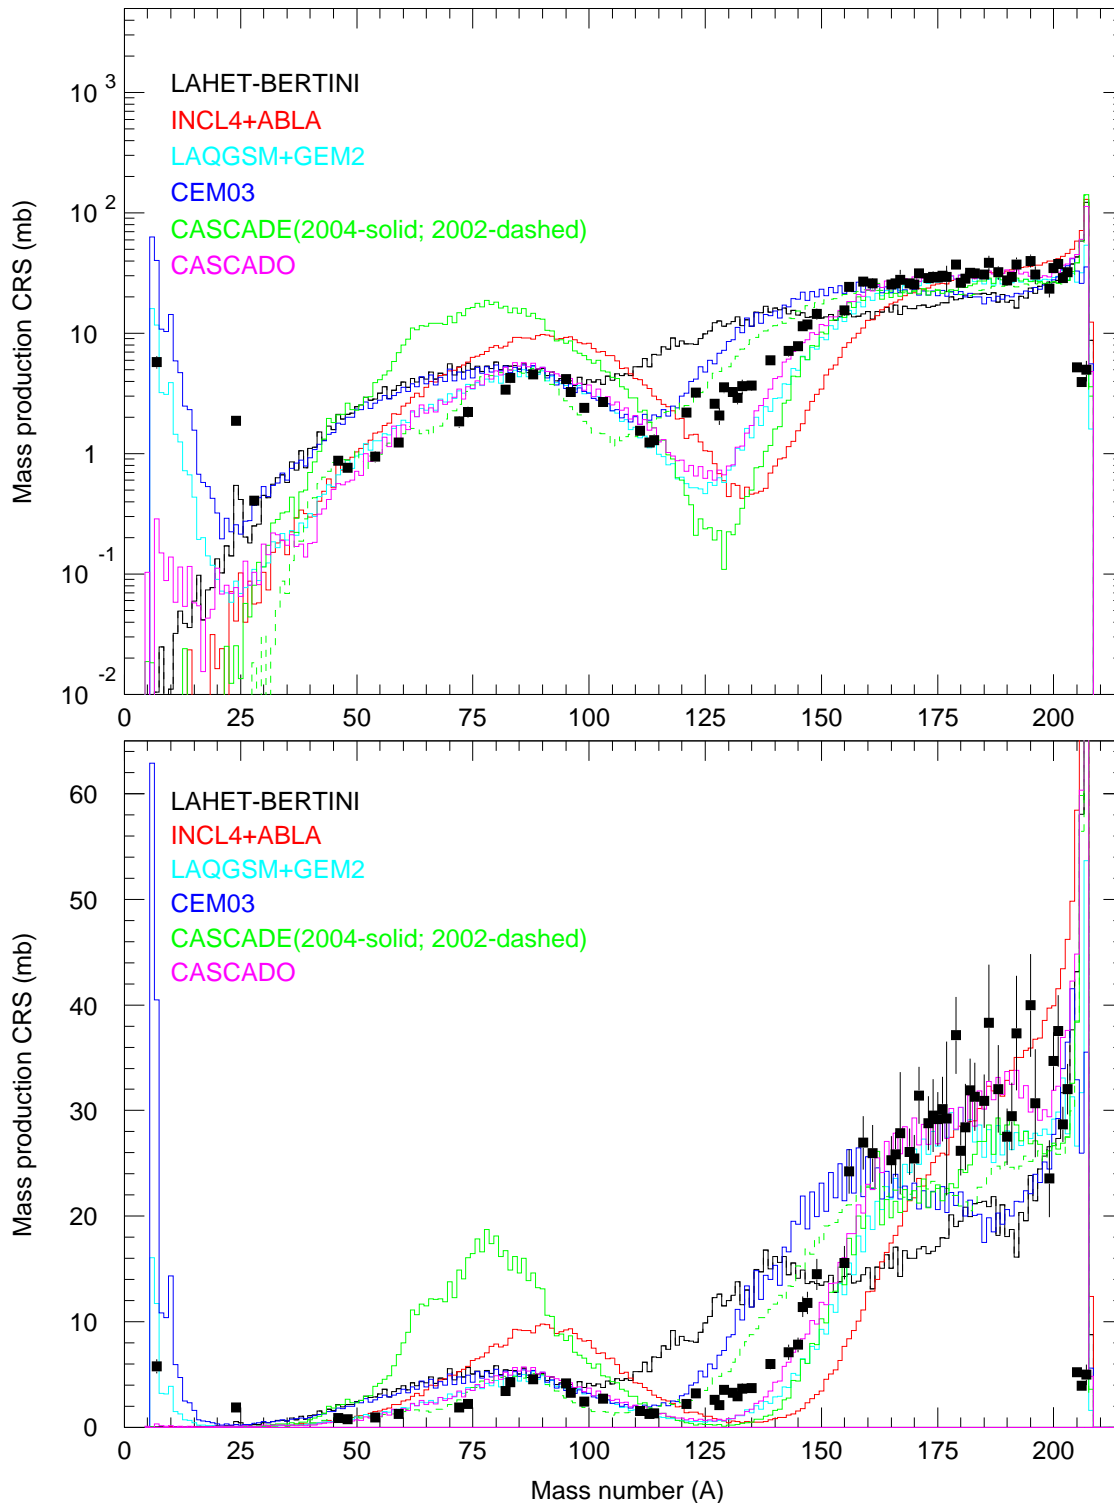 LAHET-BERTINI
INCL4+ABLA
LAQGSM+GEM2
CEM03
CASCADE(2004-solid; 2002-dashed)
CASCADO
Mass production CRS (mb)
10 3
10 2
10
1
10 -1
10 -2
0 25 50 75 100 125 150 175 200
LAHET-BERTINI
INCL4+ABLA
LAQGSM+GEM2
CEM03
CASCADE(2004-solid; 2002-dashed)
CASCADO
Mass production CRS (mb)
60
50
40
30
20
10
0
0 25 50 75 100 125 150 175 200
Mass number (A)